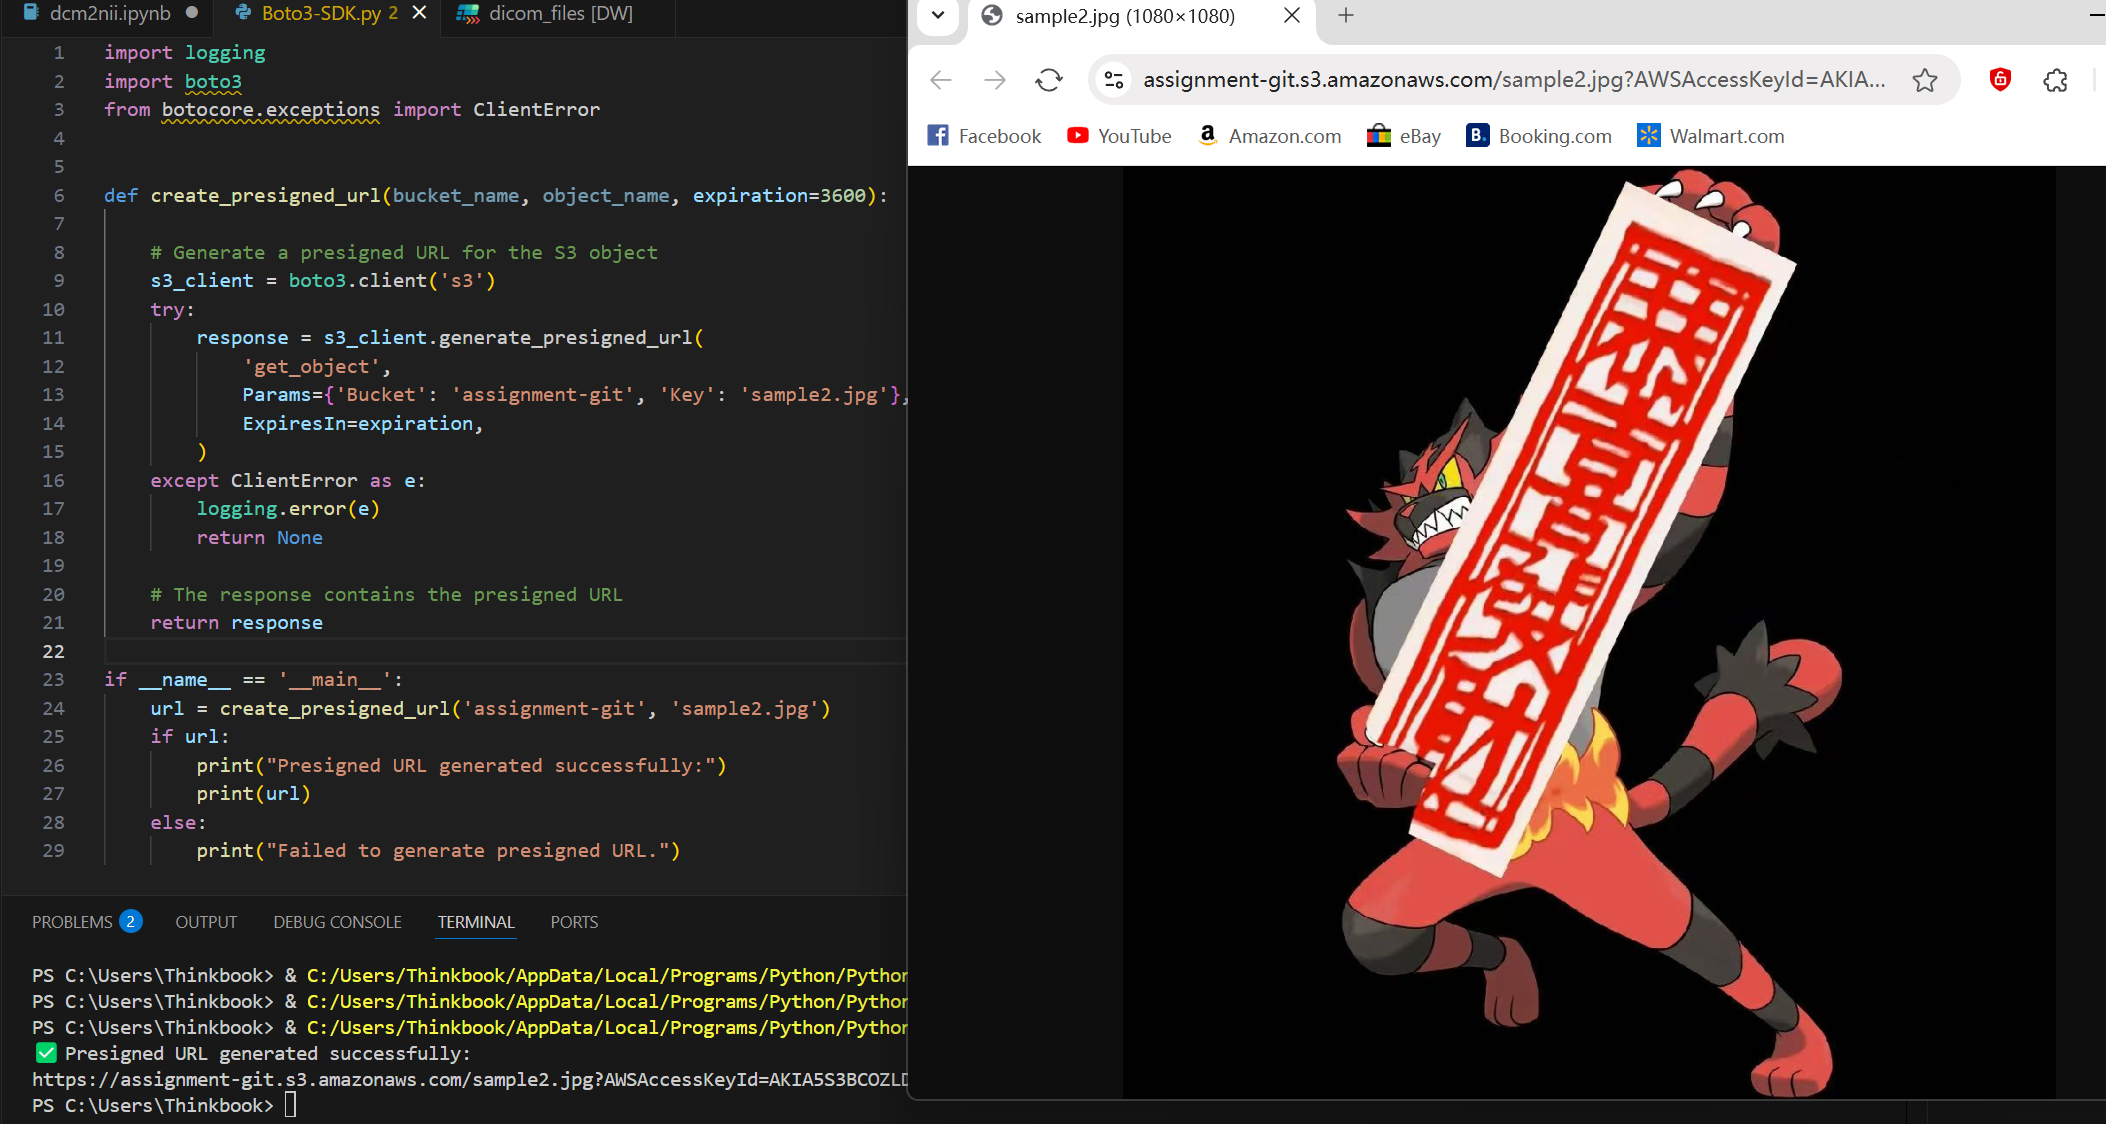 dcm2nii.ipynb
Boto3-SDK.py 2
dicom_files [DW]
1 import logging
2 import boto3
3 from botocore.exceptions import ClientError
4
5
6 def create_presigned_url(bucket_name, object_name, expiration=3600):
7
8 # Generate a presigned URL for the S3 object
9 s3_client = boto3.client('s3')
10 try:
11 response = s3_client.generate_presigned_url(
12 'get_object',
13 Params={'Bucket': 'assignment-git', 'Key': 'sample2.jpg'},
14 ExpiresIn=expiration,
15 )
16 except ClientError as e:
17 logging.error(e)
18 return None
19
20 # The response contains the presigned URL
21 return response
22
23 if __name__ == '__main__':
24 url = create_presigned_url('assignment-git', 'sample2.jpg')
25 if url:
26 print("Presigned URL generated successfully:")
27 print(url)
28 else:
29 print("Failed to generate presigned URL.")
PROBLEMS 2 OUTPUT DEBUG CONSOLE TERMINAL PORTS
PS C:\Users\Thinkbook> & C:/Users/Thinkbook/AppData/Local/Programs/Python/Python
PS C:\Users\Thinkbook> & C:/Users/Thinkbook/AppData/Local/Programs/Python/Python
PS C:\Users\Thinkbook> & C:/Users/Thinkbook/AppData/Local/Programs/Python/Python
✅ Presigned URL generated successfully:
https://assignment-git.s3.amazonaws.com/sample2.jpg?AWSAccessKeyId=AKIA5S3BCOZLD
PS C:\Users\Thinkbook>
sample2.jpg (1080×1080)
assignment-git.s3.amazonaws.com/sample2.jpg?AWSAccessKeyId=AKIA...
Facebook YouTube Amazon.com eBay Booking.com Walmart.com
恭喜發財